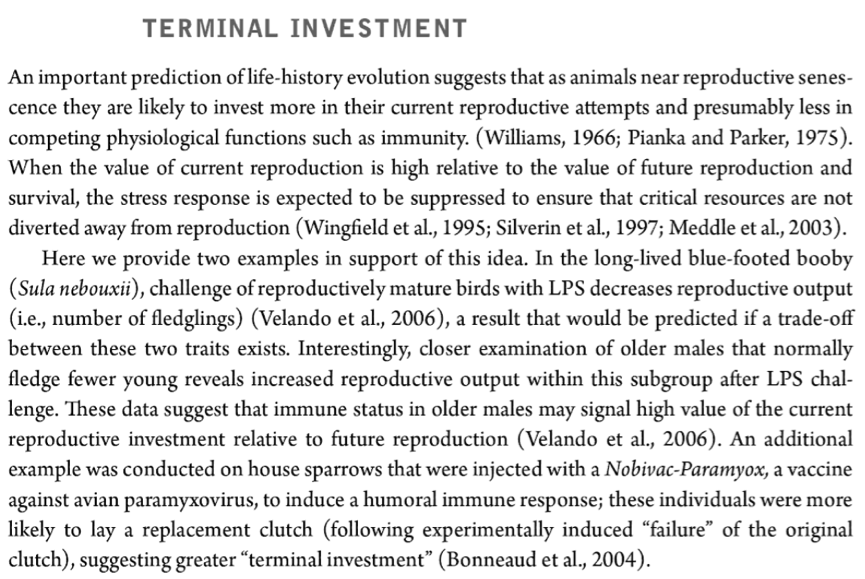 TERMINAL INVESTMENT
An important prediction of life-history evolution suggests that as animals near reproductive senes-
cence they are likely to invest more in their current reproductive attempts and presumably less in
competing physiological functions such as immunity. (Williams, 1966; Pianka and Parker, 1975).
When the value of current reproduction is high relative to the value of future reproduction and
survival, the stress response is expected to be suppressed to ensure that critical resources are not
diverted away from reproduction (Wingfield et al., 1995; Silverin et al., 1997; Meddle et al., 2003).
Here we provide two examples in support of this idea. In the long-lived blue-footed booby
(Sula nebouxii), challenge of reproductively mature birds with LPS decreases reproductive output
(i.e., number of fledglings) (Velando et al., 2006), a result that would be predicted if a trade-off
between these two traits exists. Interestingly, closer examination of older males that normally
fledge fewer young reveals increased reproductive output within this subgroup after LPS chal-
lenge. These data suggest that immune status in older males may signal high value of the current
reproductive investment relative to future reproduction (Velando et al., 2006). An additional
example was conducted on house sparrows that were injected with a Nobivac-Paramyox, a vaccine
against avian paramyxovirus, to induce a humoral immune response; these individuals were more
likely to lay a replacement clutch (following experimentally induced “failure” of the original
clutch), suggesting greater “terminal investment” (Bonneaud et al., 2004).